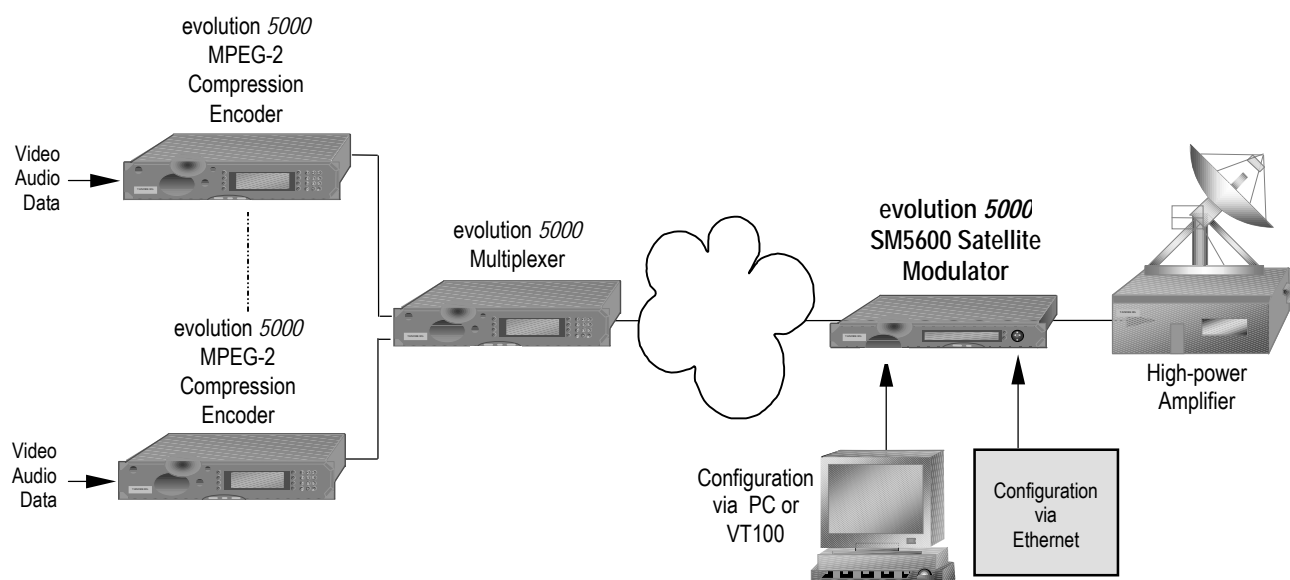 evolution 5000
MPEG-2
Compression
Encoder
Video
Audio
Data
evolution 5000
Multiplexer
evolution 5000
MPEG-2
Compression
Encoder
Video
Audio
Data
evolution 5000
SM5600 Satellite
Modulator
High-power
Amplifier
Configuration
via PC or
VT100
Configuration
via
Ethernet